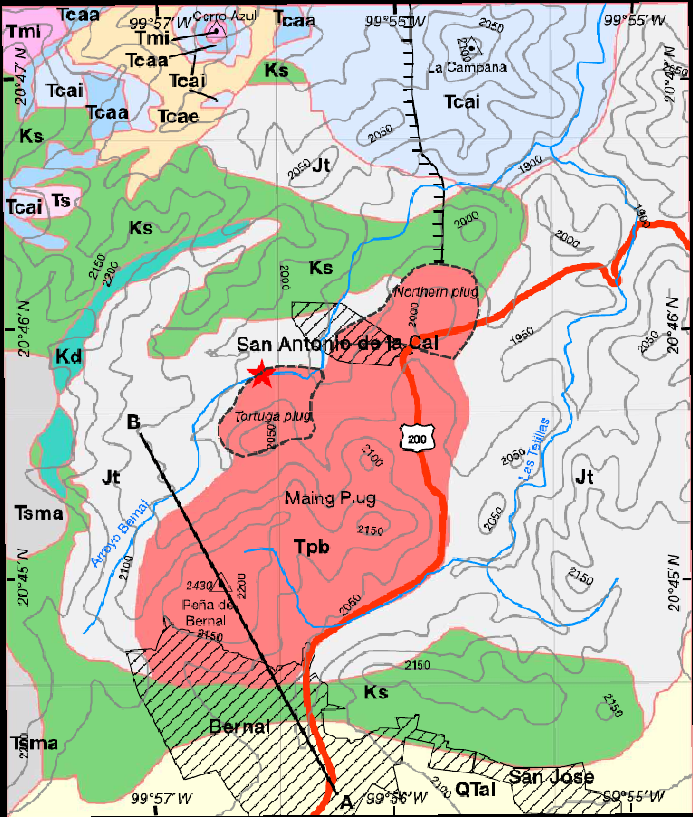 Tcaa
99°57' W
Cerro Azul
Tcaa
99°55' W
2050
99°55' W
Tmi
Tmi
Tcaa
2100
La Campana
20°47' N
20°47' N
2050
Tcai
Ks
Tcai
Tcaa
Tcae
Tcai
2050
Ks
2050
Jt
1900
Tcai
Ts
Ks
1900
2000
2000
2150
2200
Ks
2000
Northern plug
2000
20°46' N
20°46' N
1950
San Antonio de la Cal
2050
Kd
Tortuga plug
2050
B
200
2100
2050
Las Tetillas
Jt
Jt
Maing Plug
Tsma
2150
2050
Arroyo Bernal
Tpb
2100
20°45' N
20°45' N
2430
2200
2150
Peña de
Bernal
2050
2150
2150
Ks
2150
Bernal
Tsma
2200
San Jose
A
2100
QTal
99°57' W
99°56' W
99°55' W